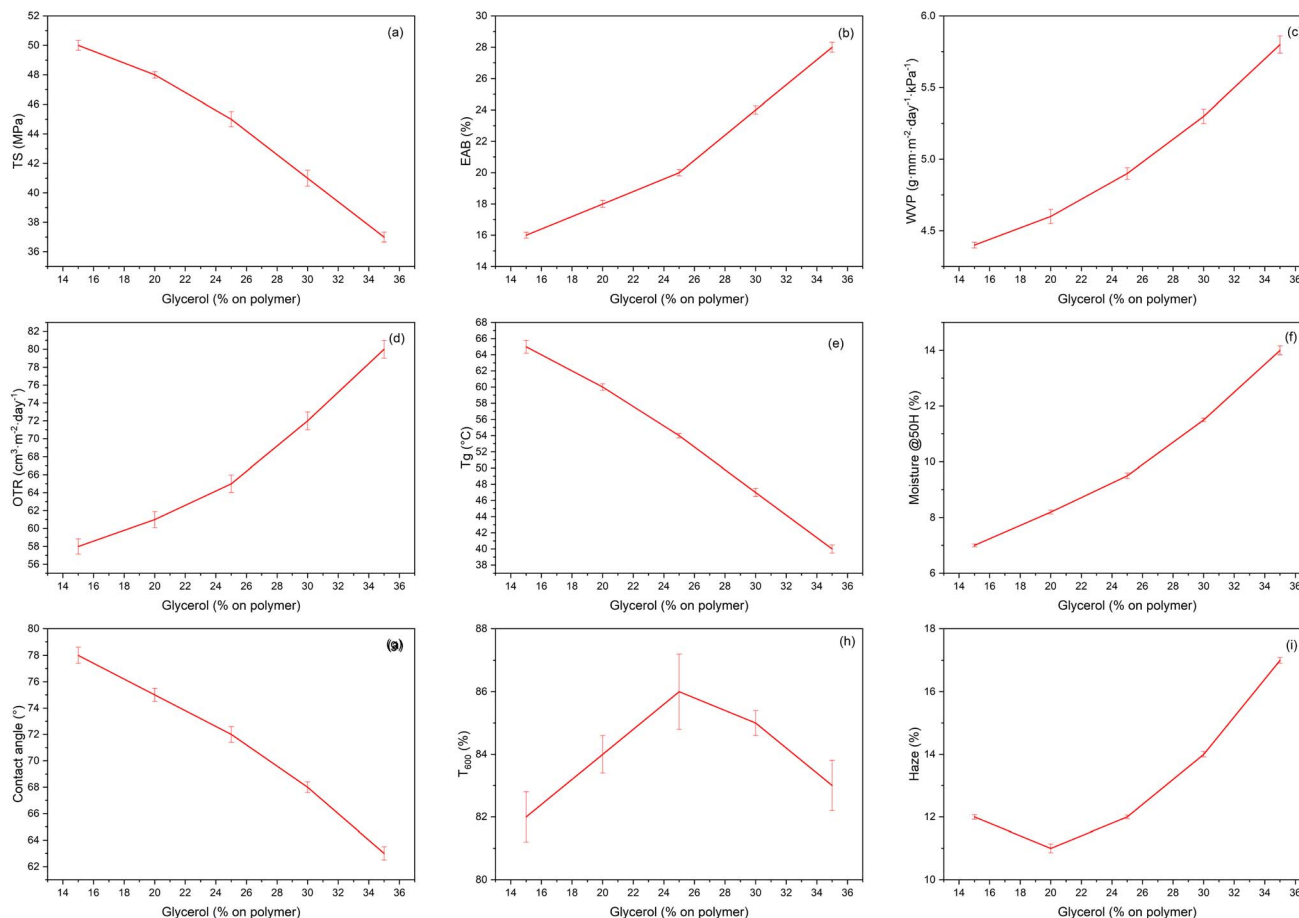 52
50
48
46
44
42
40
38
36
TS (MPa)
(a)
14 16 18 20 22 24 26 28 30 32 34 36
Glycerol (% on polymer)
30
28
26
24
22
20
18
16
14
EAB (%)
(b)
14 16 18 20 22 24 26 28 30 32 34 36
Glycerol (% on polymer)
6.0
5.5
5.0
4.5
WVP (g·mm·m⁻²·day⁻¹·kPa⁻¹)
(c)
14 16 18 20 22 24 26 28 30 32 34 36
Glycerol (% on polymer)
82
80
78
76
74
72
70
68
66
64
62
60
58
56
OTR (cm³·m⁻²·day⁻¹)
(d)
14 16 18 20 22 24 26 28 30 32 34 36
Glycerol (% on polymer)
68
66
64
62
60
58
56
54
52
50
48
46
44
42
40
38
Tg (°C)
(e)
14 16 18 20 22 24 26 28 30 32 34 36
Glycerol (% on polymer)
14
12
10
8
6
Moisture @50H (%)
(f)
14 16 18 20 22 24 26 28 30 32 34 36
Glycerol (% on polymer)
80
78
76
74
72
70
68
66
64
62
Contact angle (°)
(g)
14 16 18 20 22 24 26 28 30 32 34 36
Glycerol (% on polymer)
88
86
84
82
80
T₆₀₀ (%)
(h)
14 16 18 20 22 24 26 28 30 32 34 36
Glycerol (% on polymer)
18
16
14
12
10
Haze (%)
(i)
14 16 18 20 22 24 26 28 30 32 34 36
Glycerol (% on polymer)